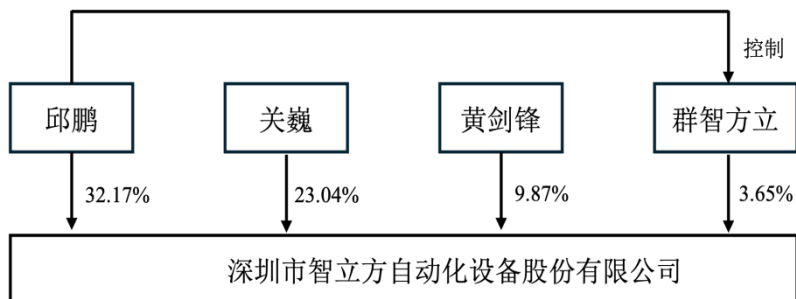 控制
邱鹏
关巍
黄剑锋
群智方立
32.17%
23.04%
9.87%
3.65%
深圳市智立方自动化设备股份有限公司